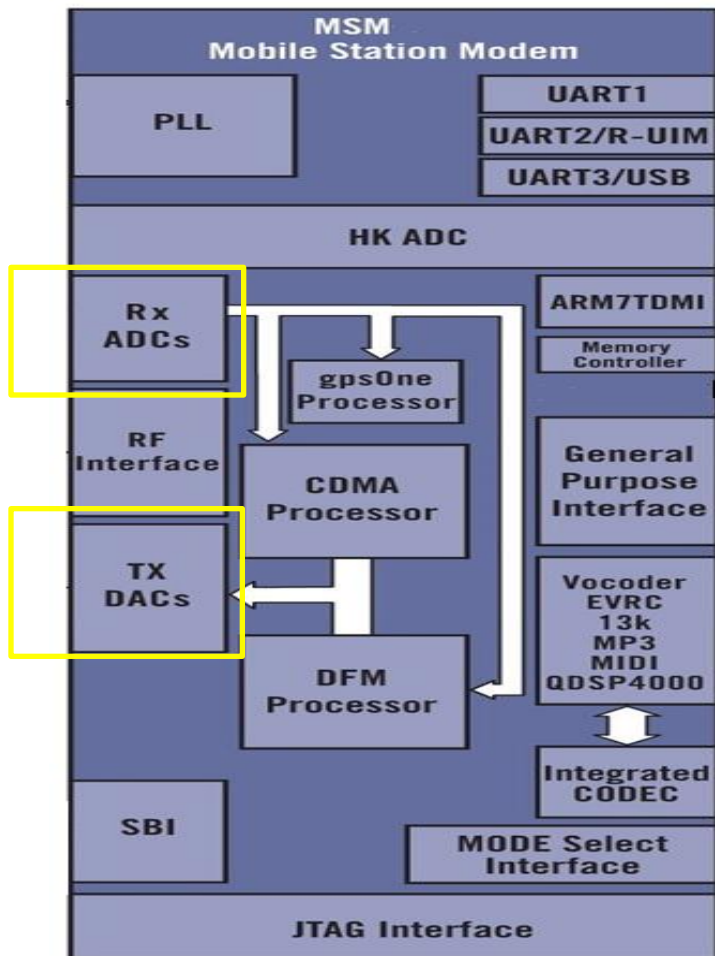 MSM
Mobile Station Modem
PLL
UART1
UART2/R-UIM
UART3/USB
HK ADC
Rx
ADCs
ARM7TDMI
Memory
Controller
gpsOne
Processor
RF
Interface
CDMA
Processor
General
Purpose
Interface
TX
DACs
Vocoder
EVRC
13k
MP3
MIDI
QDSP4000
DFM
Processor
Integrated
CODEC
SBI
MODE Select
Interface
JTAG Interface